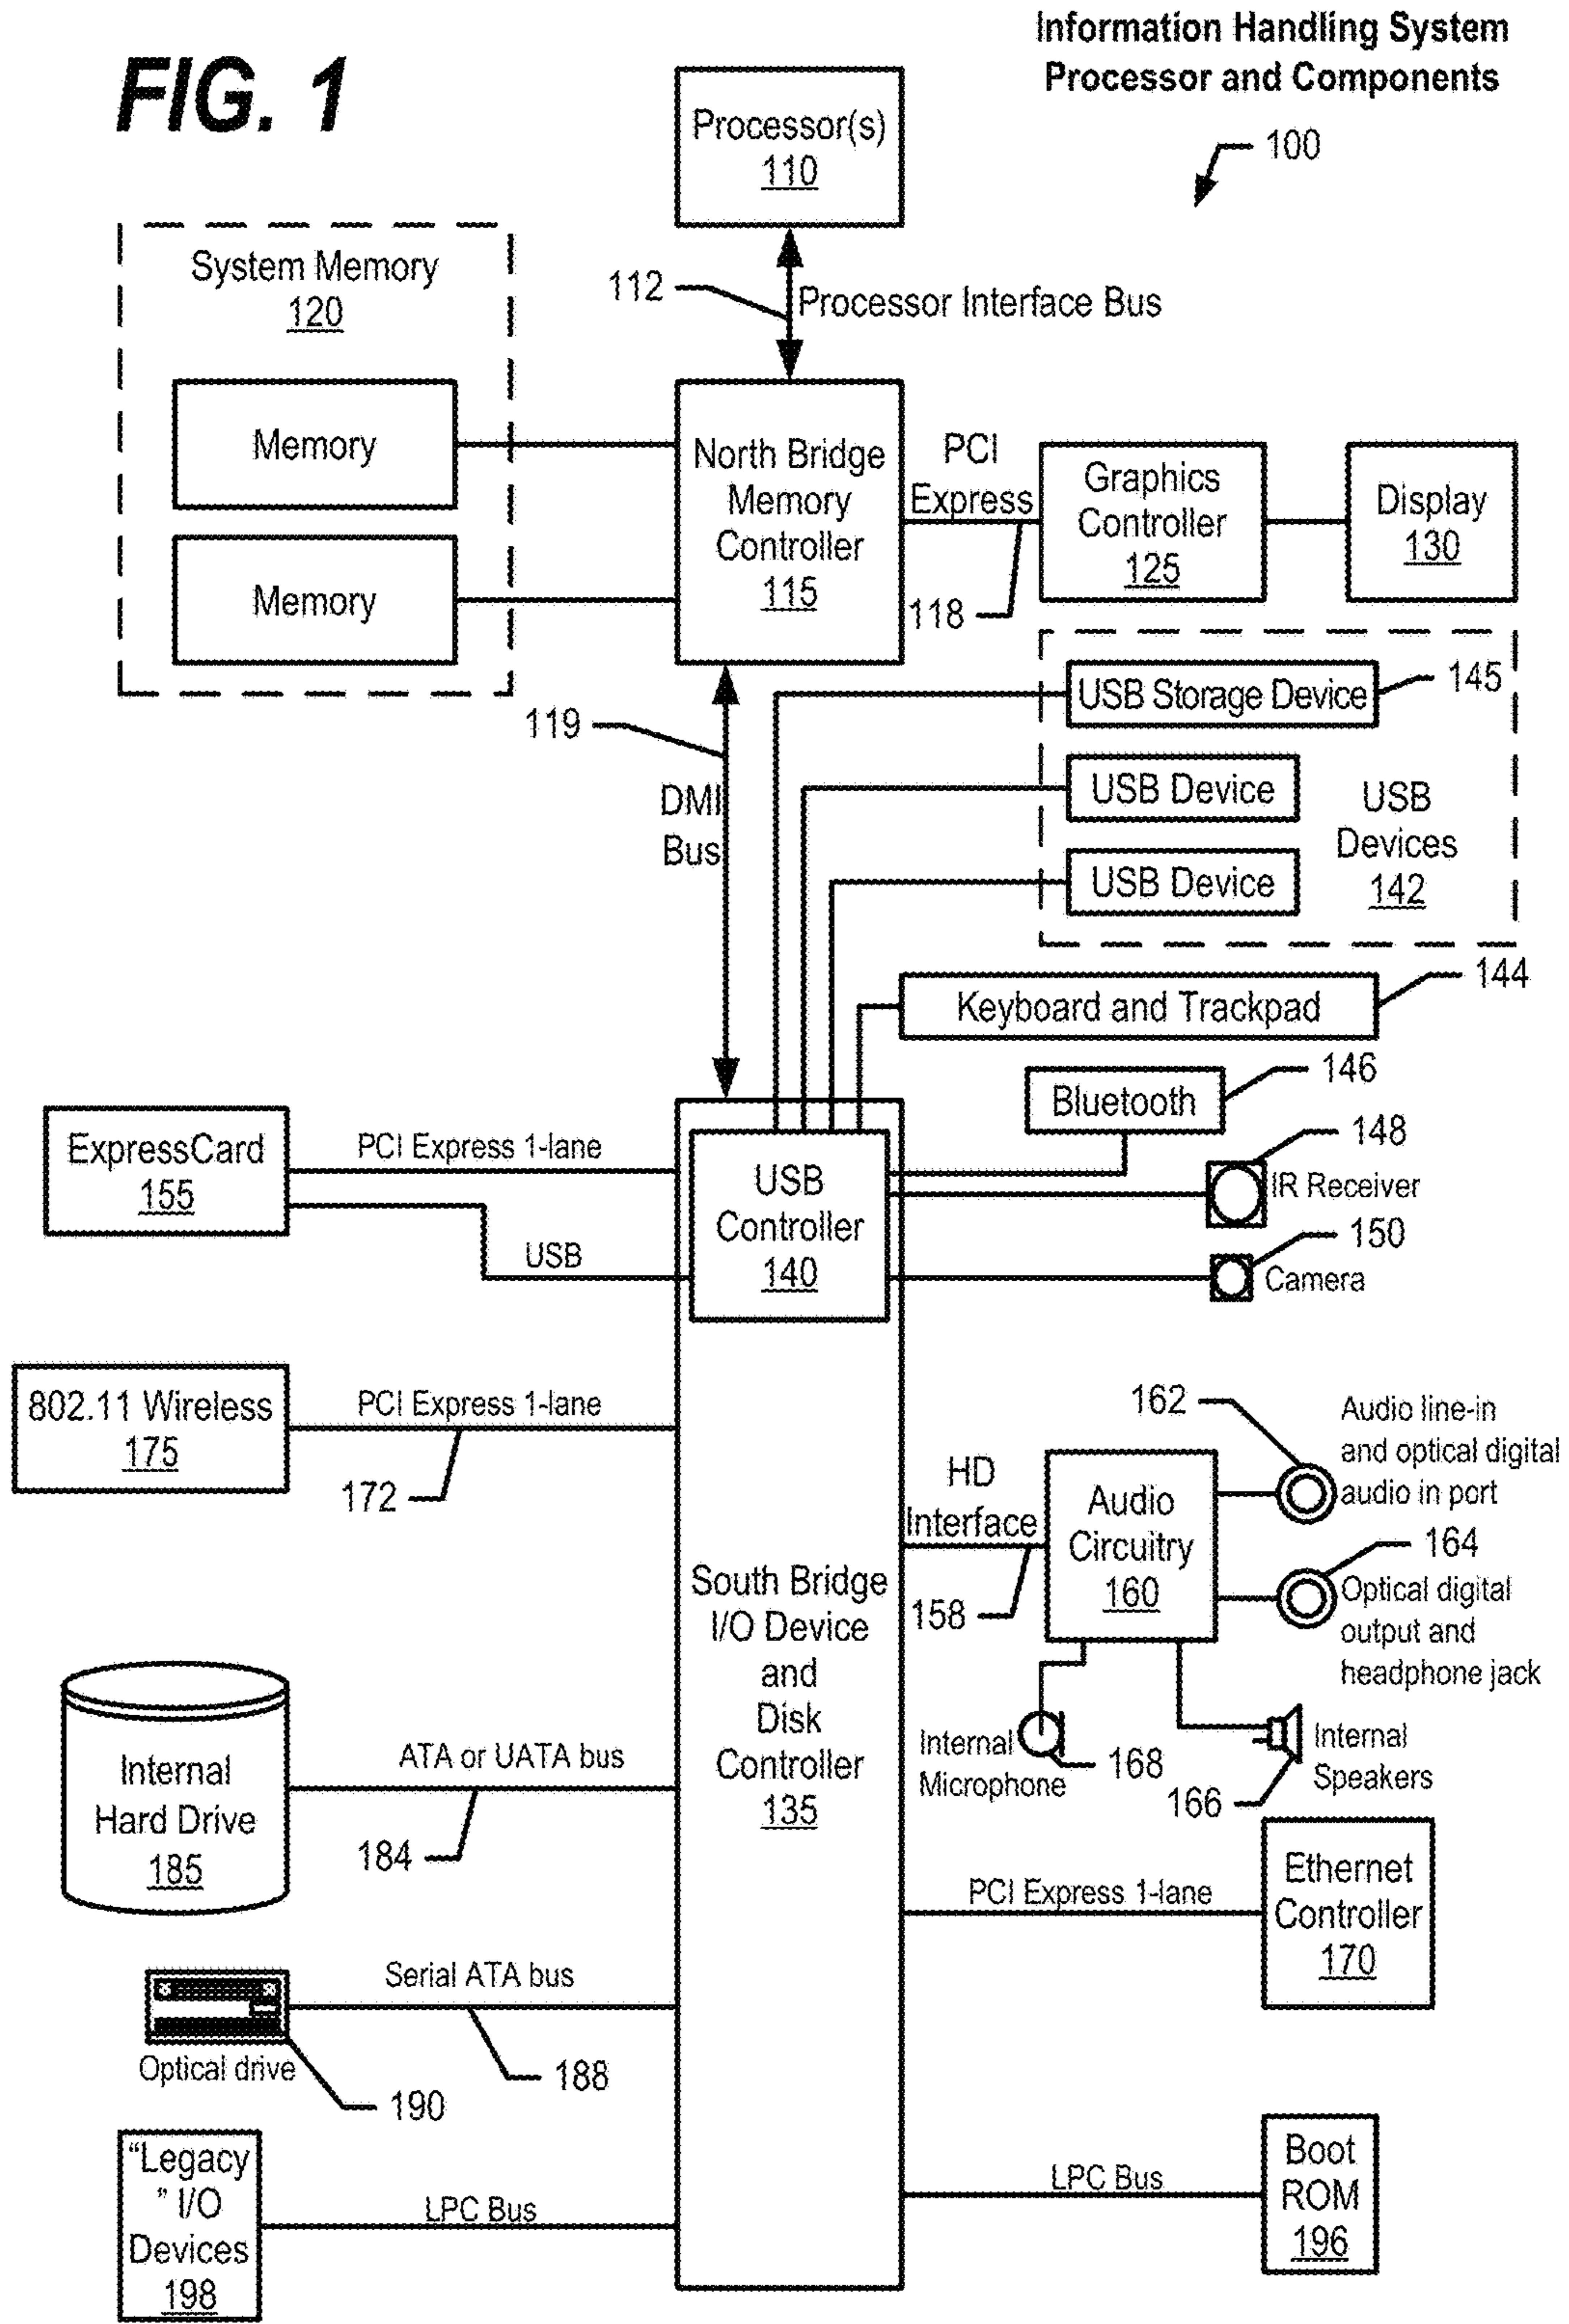 FIG. 1
Information Handling System
Processor and Components
100
Processor(s)
110
System Memory
120
112
Processor Interface Bus
Memory
Memory
North Bridge
Memory
Controller
115
PCI
Express
118
Graphics
Controller
125
Display
130
USB Storage Device
145
USB Device
USB Device
USB
Devices
142
119
DMI
Bus
Keyboard and Trackpad
144
Bluetooth
146
148
IR Receiver
150
Camera
ExpressCard
155
PCI Express 1-lane
USB
USB
Controller
140
802.11 Wireless
175
PCI Express 1-lane
172
162
Audio line-in
and optical digital
audio in port
HD
Interface
158
Audio
Circuitry
160
164
Optical digital
output and
headphone jack
South Bridge
I/O Device
and
Disk
Controller
135
Internal
Microphone
168
166
Internal
Speakers
Internal
Hard Drive
185
ATA or UATA bus
184
PCI Express 1-lane
Ethernet
Controller
170
Serial ATA bus
188
Optical drive
190
“Legacy
” I/O
Devices
198
LPC Bus
LPC Bus
Boot
ROM
196